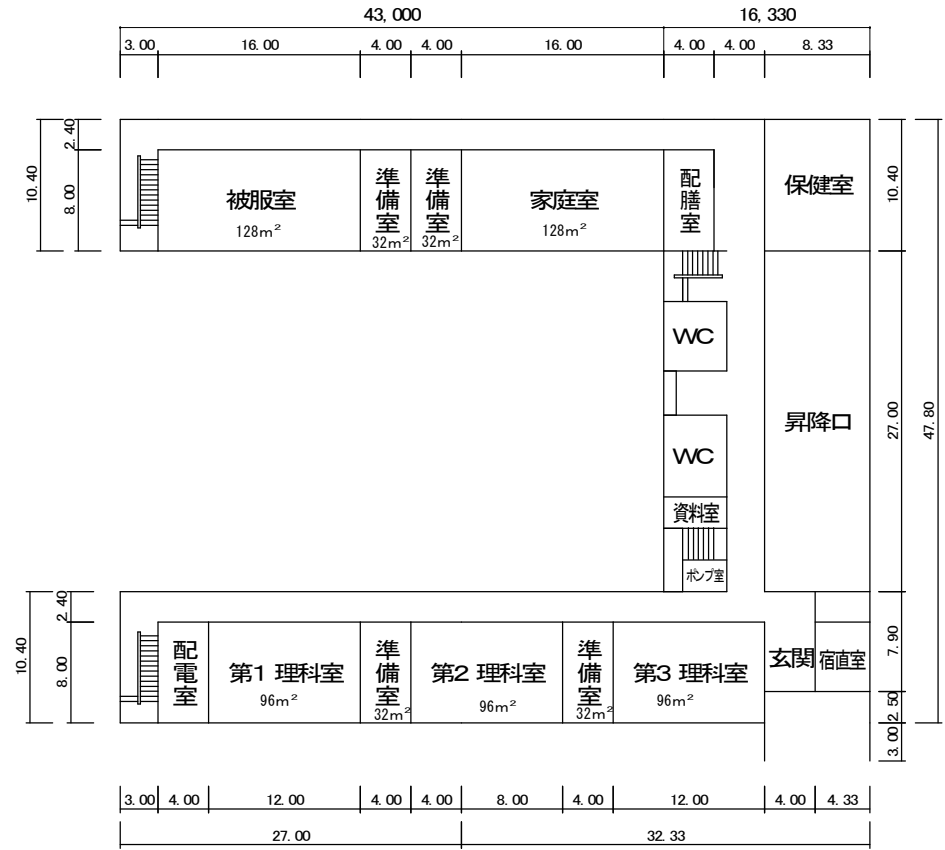 43,000
16,330
3.00
16.00
4.00
4.00
16.00
4.00
4.00
8.33
10.40
2.40
8.00
被服室
128m²
準備室
32m²
準備室
32m²
家庭室
128m²
配膳室
保健室
10.40
WC
昇降口
27.00
47.80
WC
資料室
ポンプ室
10.40
2.40
8.00
配電室
第1 理科室
96m²
準備室
32m²
第2 理科室
96m²
準備室
32m²
第3 理科室
96m²
玄関
宿直室
7.90
2.50
3.00
3.00
4.00
12.00
4.00
4.00
8.00
4.00
12.00
4.00
4.33
27.00
32.33